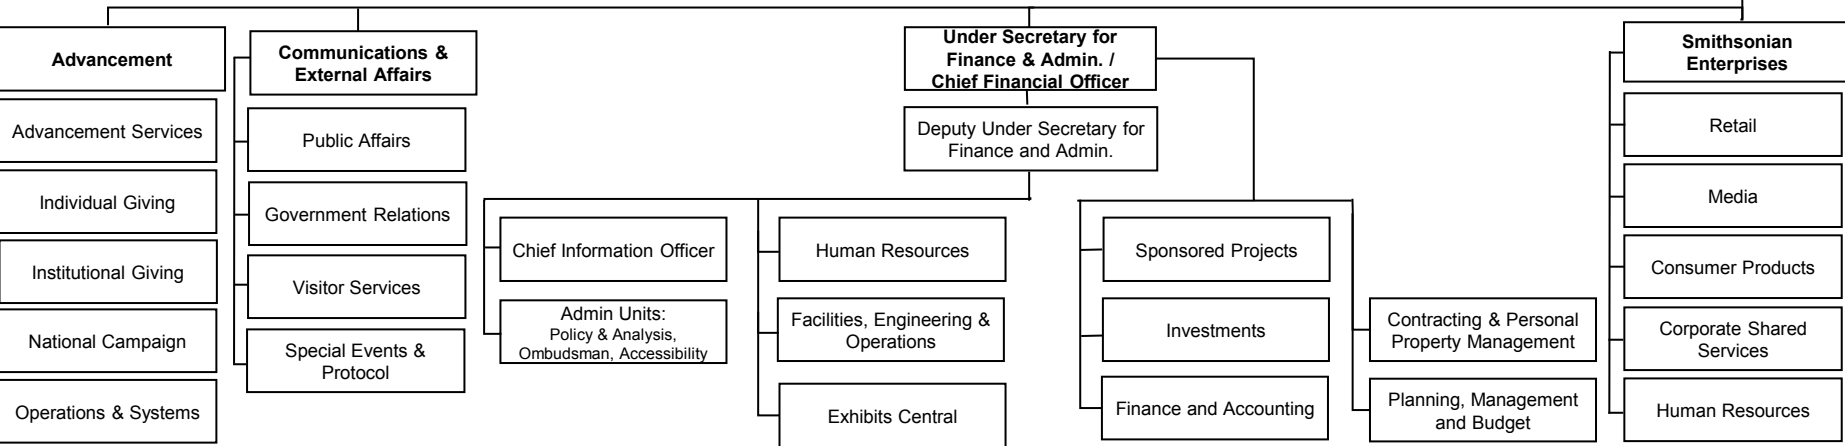 Advancement
Advancement Services
Individual Giving
Institutional Giving
National Campaign
Operations & Systems
Communications &
External Affairs
Public Affairs
Government Relations
Visitor Services
Special Events &
Protocol
Under Secretary for
Finance & Admin. /
Chief Financial Officer
Deputy Under Secretary for
Finance and Admin.
Chief Information Officer
Admin Units:
Policy & Analysis,
Ombudsman, Accessibility
Human Resources
Facilities, Engineering &
Operations
Exhibits Central
Sponsored Projects
Investments
Finance and Accounting
Contracting & Personal
Property Management
Planning, Management
and Budget
Smithsonian
Enterprises
Retail
Media
Consumer Products
Corporate Shared
Services
Human Resources